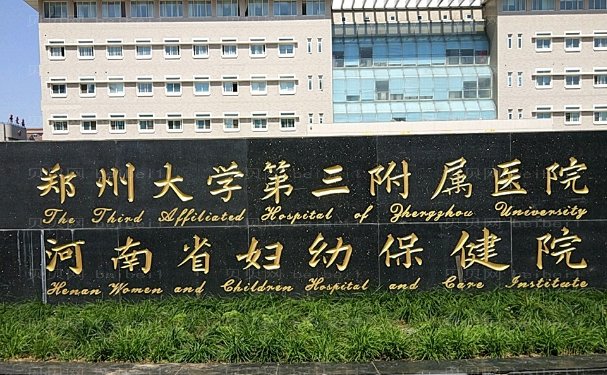 郑州大学第三附属医院
The Third Affiliated Hospital of Zhengzhou University
河南省妇幼保健院
Henan Women and Children Hospital and Care Institute